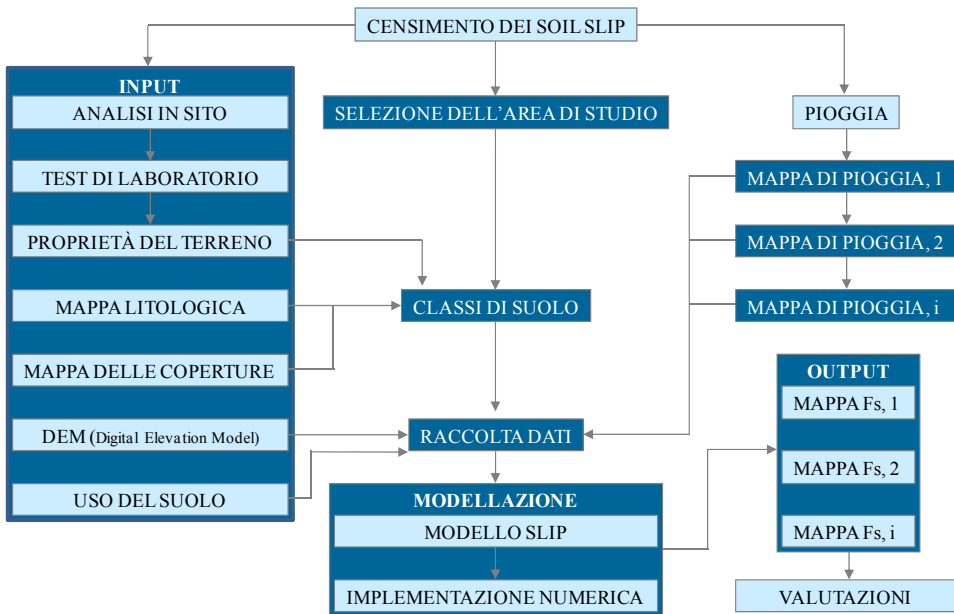 CENSIMENTO DEI SOIL SLIP
INPUT
ANALISI IN SITO
TEST DI LABORATORIO
PROPRIETÀ DEL TERRENO
MAPPA LITOLOGICA
MAPPA DELLE COPERTURE
DEM (Digital Elevation Model)
USO DEL SUOLO
SELEZIONE DELL'AREA DI STUDIO
CLASSI DI SUOLO
RACCOLTA DATI
MODELLAZIONE
MODELLO SLIP
IMPLEMENTAZIONE NUMERICA
PIOGGIA
MAPPA DI PIOGGIA, 1
MAPPA DI PIOGGIA, 2
MAPPA DI PIOGGIA, i
OUTPUT
MAPPA Fs, 1
MAPPA Fs, 2
MAPPA Fs, i
VALUTAZIONI